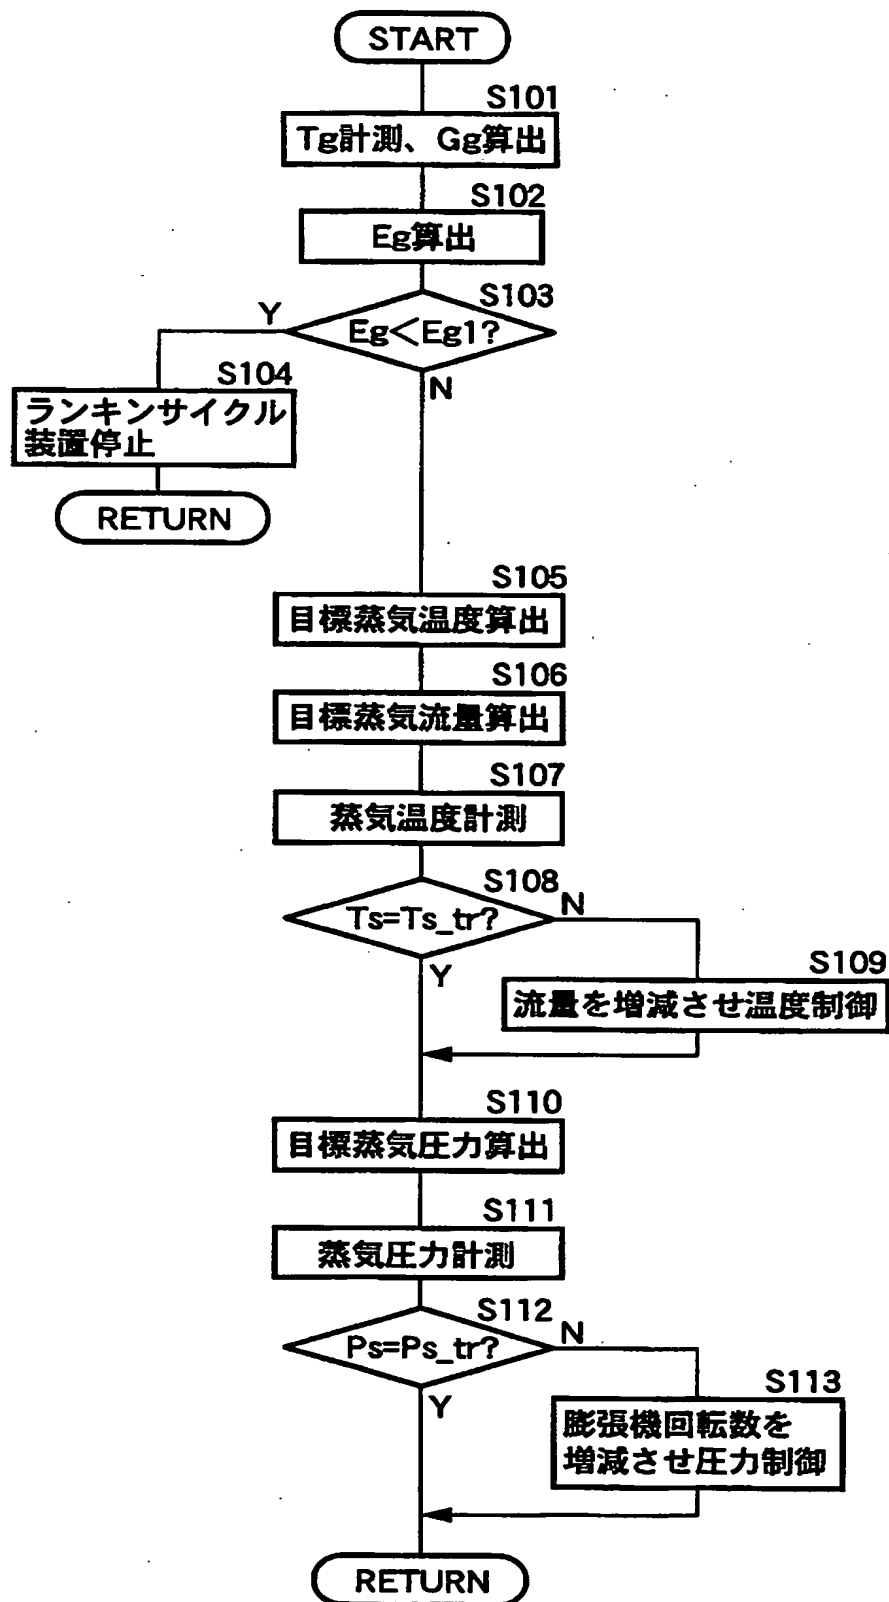 START
S101
Tg計測、Gg算出
S102
Eg算出
S103
Eg<Eg1?
Y
N
S104
ランキンサイクル
装置停止
RETURN
S105
目標蒸気温度算出
S106
目標蒸気流量算出
S107
蒸気温度計測
S108
Ts=Ts_tr?
N
Y
S109
流量を増減させ温度制御
S110
目標蒸気圧力算出
S111
蒸気圧力計測
S112
Ps=Ps_tr?
N
Y
S113
膨張機回転数を
増減させ圧力制御
RETURN